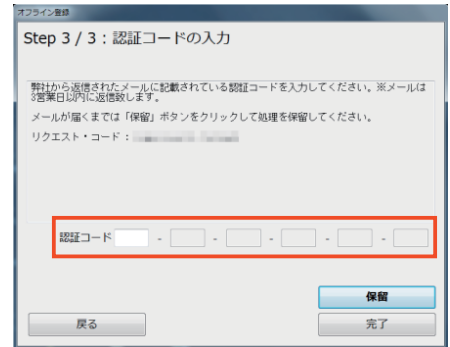 オフライン登録
Step 3 / 3：認証コードの入力
弊社から返信されたメールに記載されている認証コードを入力してください。※メールは
3営業日以内に返信致します。
メールが届くまでは「保留」ボタンをクリックして処理を保留してください。
リクエスト・コード：
認証コード - - - - -
保留
戻る 完了